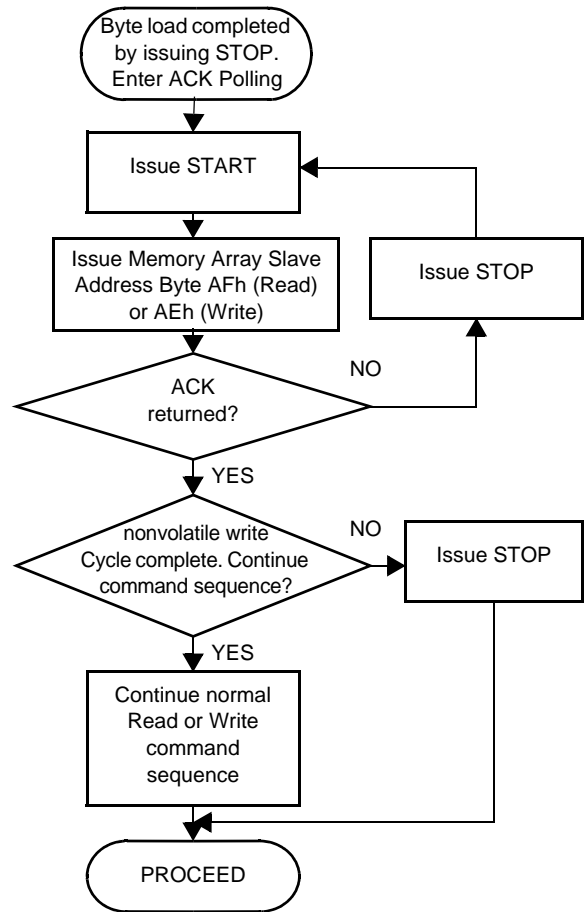 Byte load completed
by issuing STOP.
Enter ACK Polling
Issue START
Issue Memory Array Slave
Address Byte AFh (Read)
or AEh (Write)
Issue STOP
ACK
returned?
NO
YES
nonvolatile write
Cycle complete. Continue
command sequence?
NO
Issue STOP
YES
Continue normal
Read or Write
command
sequence
PROCEED